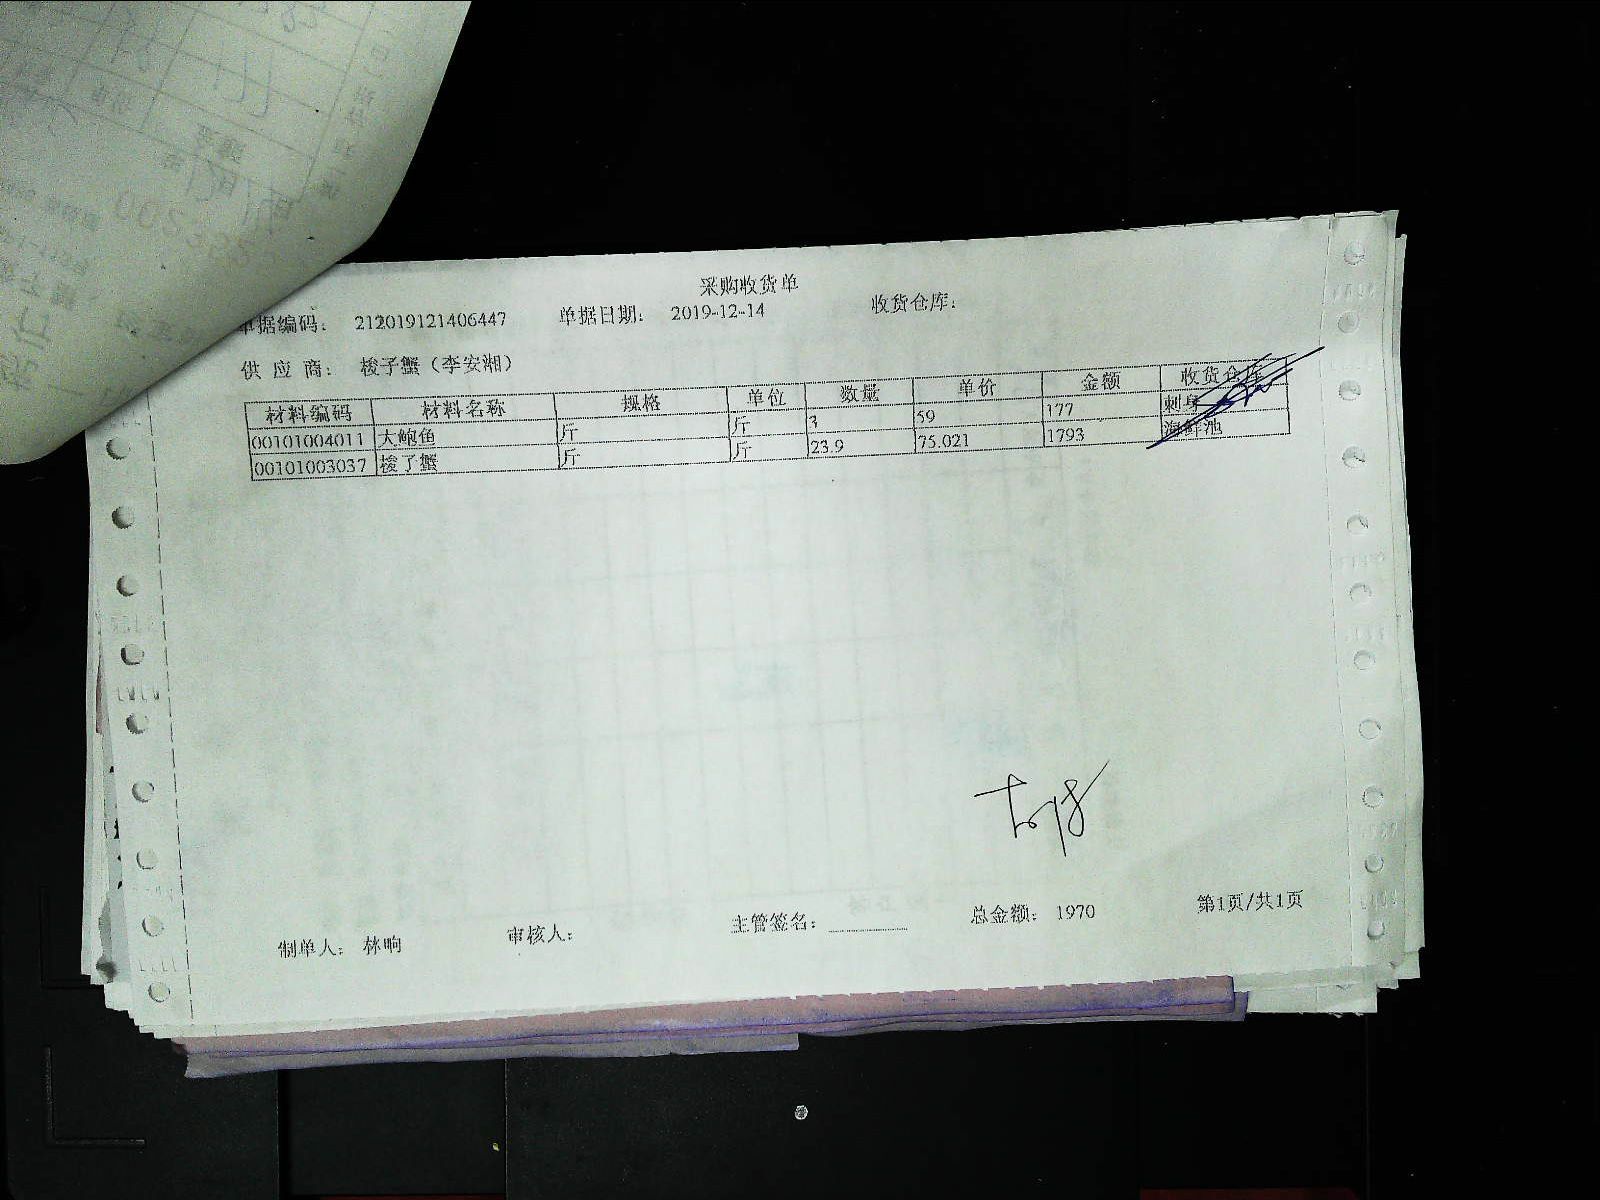 采购收货单
单据编码： 212019121406447 单据日期： 2019-12-14 收货仓库：
供应商： 梭子蟹（李安湘）
材料编码 材料名称 规格 单位 数量 单价 金额 收货仓库
00101004011 大鲍鱼 斤 斤 3 59 177 刺身
00101003037 梭子蟹 斤 斤 23.9 75.021 1793 海鲜池
制单人： 林响 审核人： 主管签名： 总金额： 1970 第1页/共1页